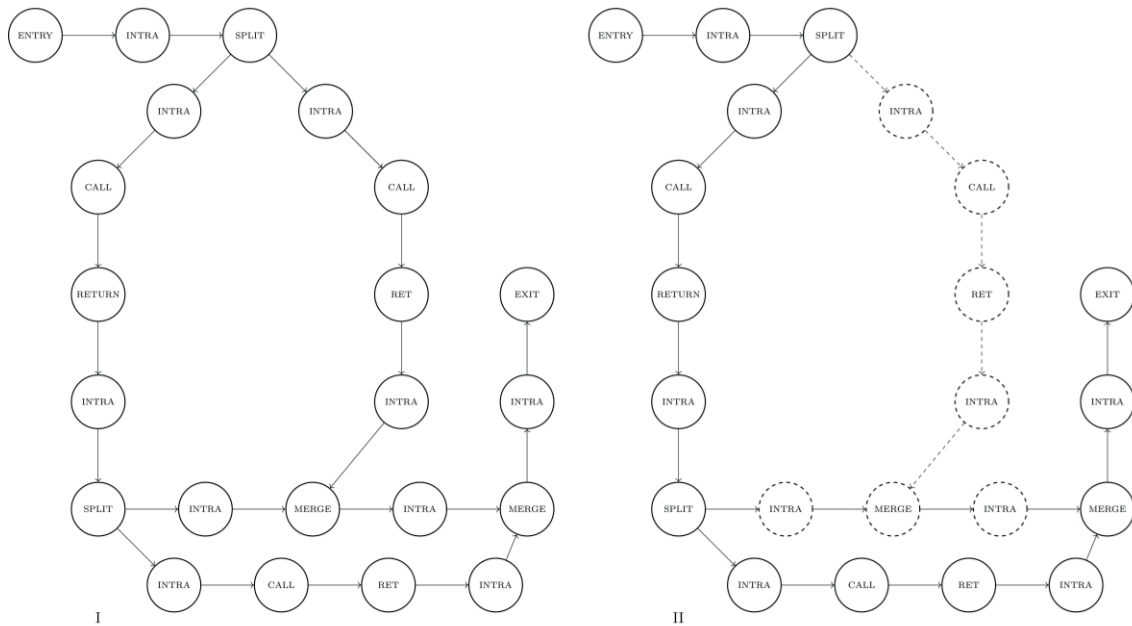 ENTRY INTRA SPLIT
INTRA INTRA
CALL CALL
RETURN RET EXIT
INTRA INTRA INTRA
SPLIT INTRA MERGE INTRA MERGE
INTRA CALL RET INTRA
I
ENTRY INTRA SPLIT
INTRA INTRA
CALL CALL
RETURN RET EXIT
INTRA INTRA INTRA
SPLIT INTRA MERGE INTRA MERGE
INTRA CALL RET INTRA
II